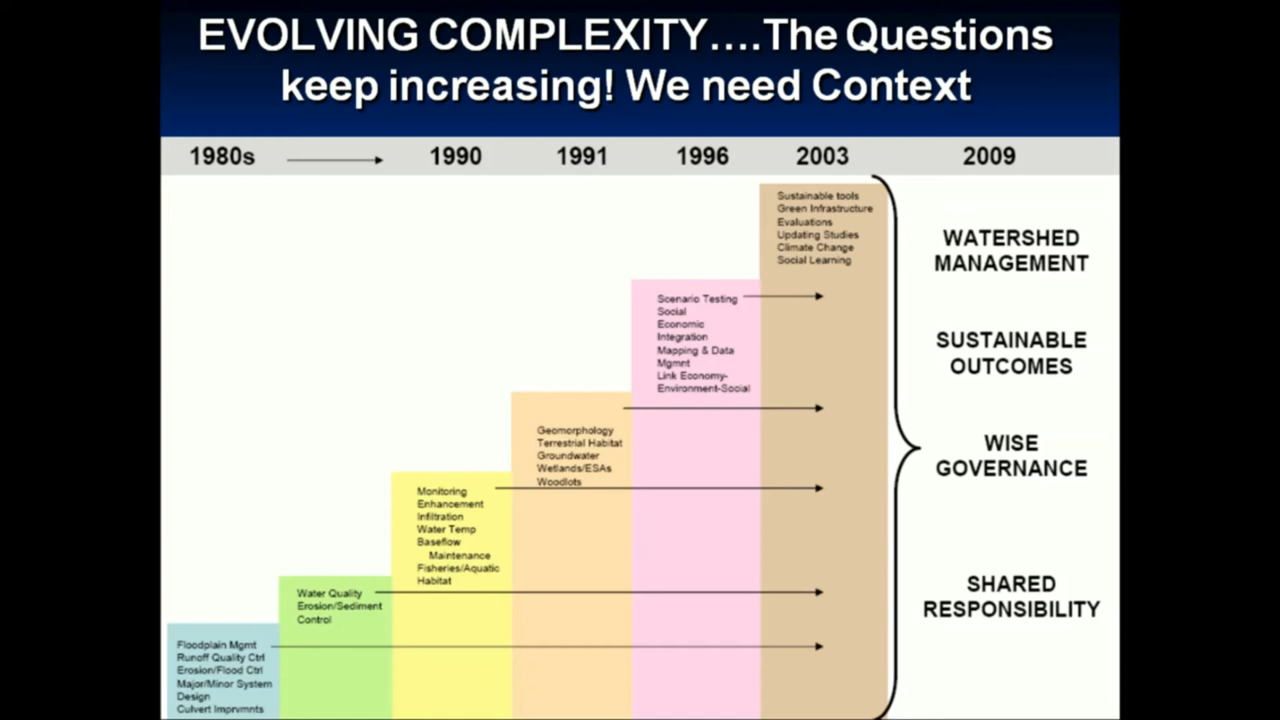 EVOLVING COMPLEXITY....The Questions
keep increasing! We need Context
1980s
1990
1991
1996
2003
2009
Floodplain Mgmt
Runoff Quality Ctrl
Erosion/Flood Ctrl
Major/Minor System
Design
Culvert Imprvmnts
Water Quality
Erosion/Sediment
Control
Monitoring
Enhancement
Infiltration
Water Temp
Baseflow
Maintenance
Fisheries/Aquatic
Habitat
Geomorphology
Terrestrial Habitat
Groundwater
Wetlands/ESAs
Woodlots
Scenario Testing
Social
Economic
Integration
Mapping & Data
Mgmnt
Link Economy-
Environment-Social
Sustainable tools
Green Infrastructure
Evaluations
Updating Studies
Climate Change
Social Learning
WATERSHED
MANAGEMENT
SUSTAINABLE
OUTCOMES
WISE
GOVERNANCE
SHARED
RESPONSIBILITY